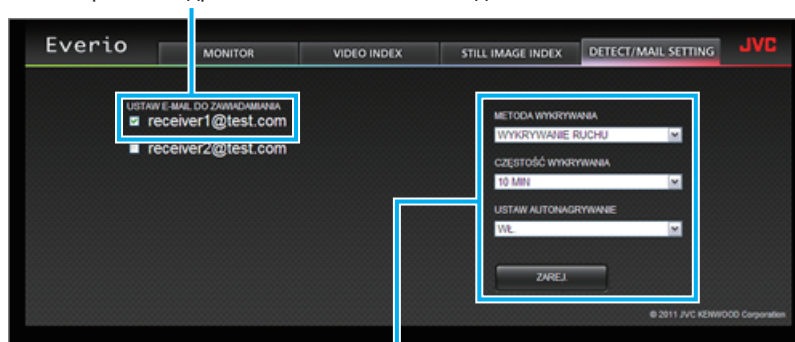 Everio
MONITOR
VIDEO INDEX
STILL IMAGE INDEX
DETECT/MAIL SETTING
JVC
USTAW E-MAIL DO ZAWIADAMIANIA
receiver1@test.com
receiver2@test.com
METODA WYKRYWANIA
WYKRYWANIE RUCHU
CZĘSTOŚĆ WYKRYWANIA
10 MIN
USTAW AUTONAGRYWANIE
WŁ.
ZAREJ.
© 2011 JVC KENWOOD Corporation